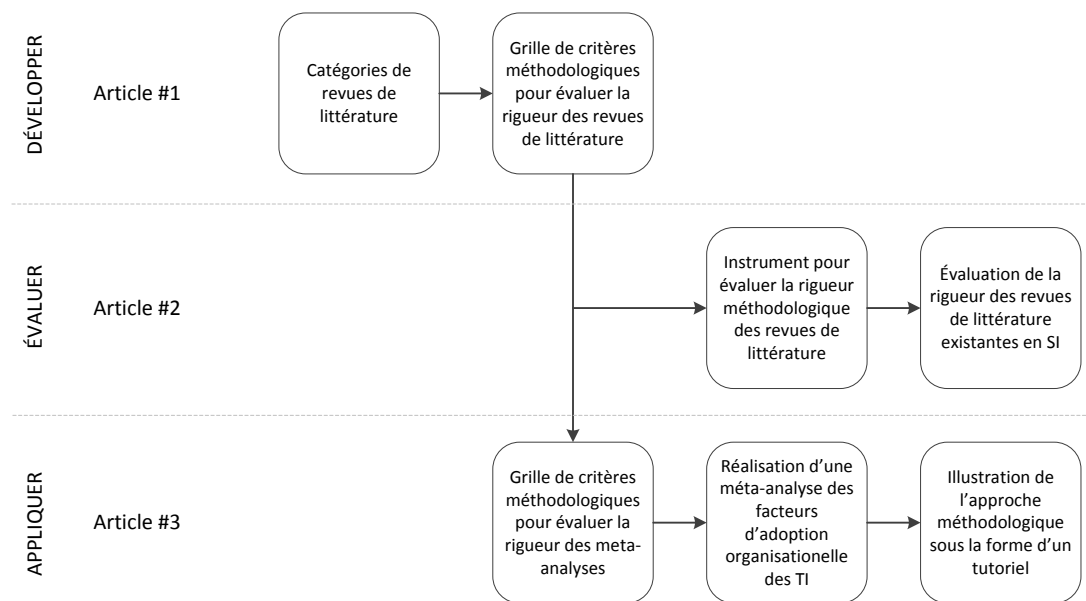 DÉVELOPPER
Article #1
Catégories de
revues de
littérature
Grille de critères
méthodologiques
pour évaluer la
rigueur des revues
de littérature
ÉVALUER
Article #2
Instrument pour
évaluer la rigueur
méthodologique
des revues de
littérature
Évaluation de la
rigueur des revues
de littérature
existantes en SI
APPLIQUER
Article #3
Grille de critères
méthodologiques
pour évaluer la
rigueur des meta-
analyses
Réalisation d’une
méta-analyse des
facteurs
d’adoption
organisationelle
des TI
Illustration de
l’approche
méthodologique
sous la forme d’un
tutoriel